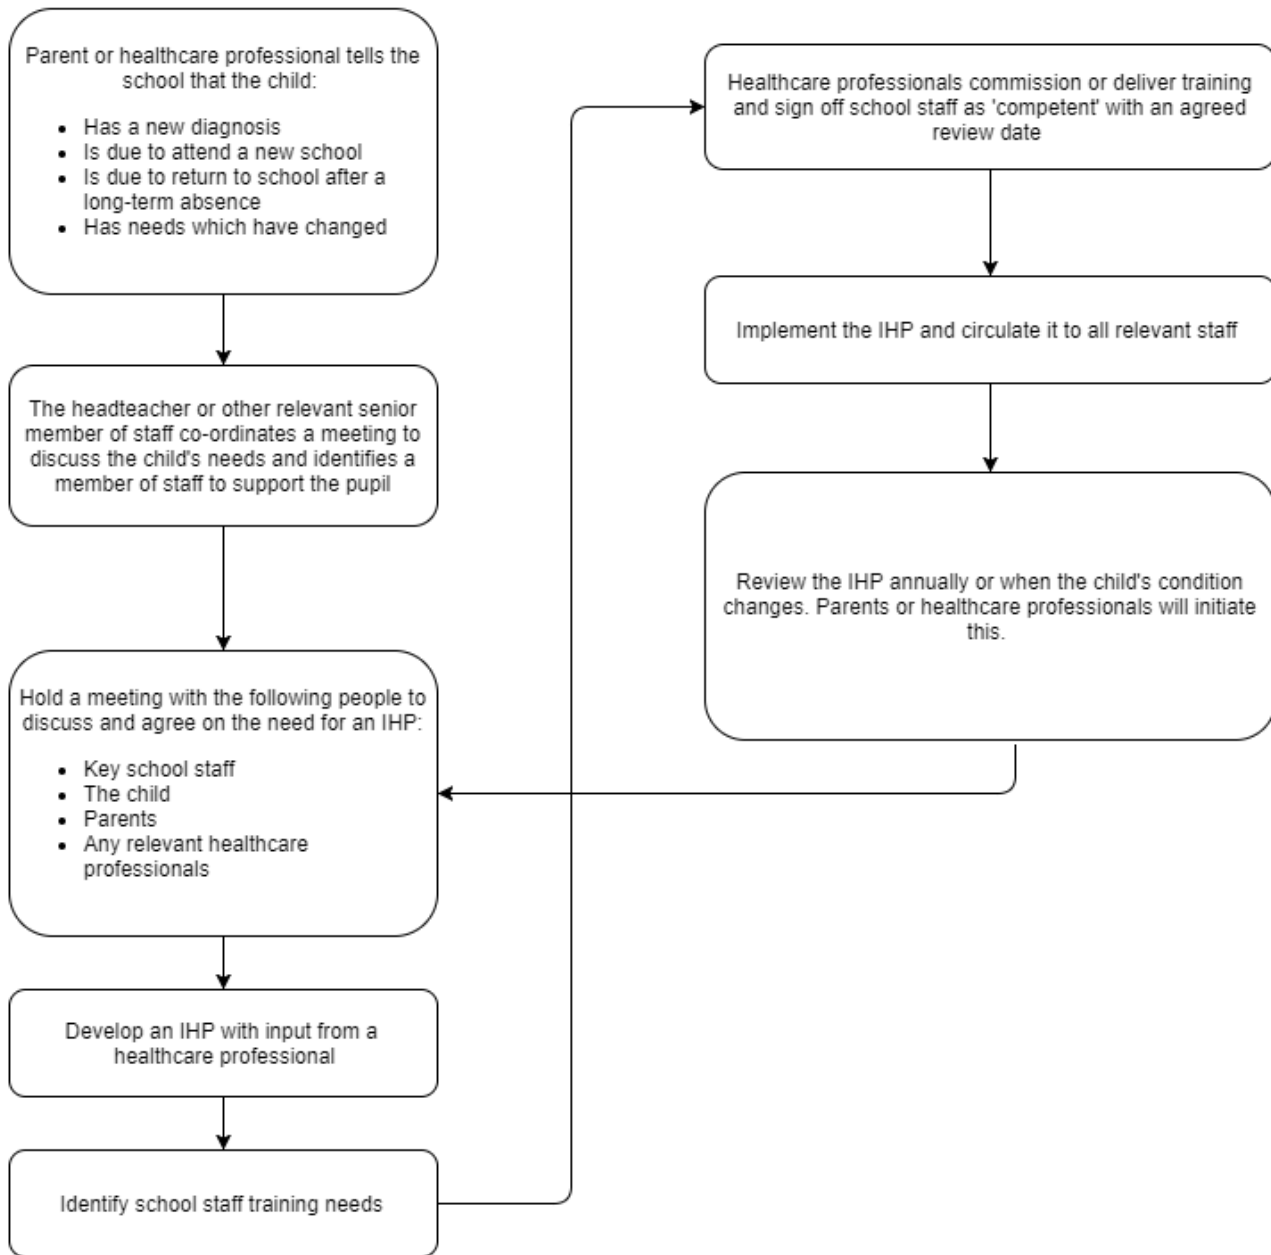 Parent or healthcare professional tells the
school that the child:
• Has a new diagnosis
• Is due to attend a new school
• Is due to return to school after a
long-term absence
• Has needs which have changed
The headteacher or other relevant senior
member of staff co-ordinates a meeting to
discuss the child's needs and identifies a
member of staff to support the pupil
Hold a meeting with the following people to
discuss and agree on the need for an IHP:
• Key school staff
• The child
• Parents
• Any relevant healthcare
professionals
Develop an IHP with input from a
healthcare professional
Identify school staff training needs
Healthcare professionals commission or deliver training
and sign off school staff as 'competent' with an agreed
review date
Implement the IHP and circulate it to all relevant staff
Review the IHP annually or when the child's condition
changes. Parents or healthcare professionals will initiate
this.